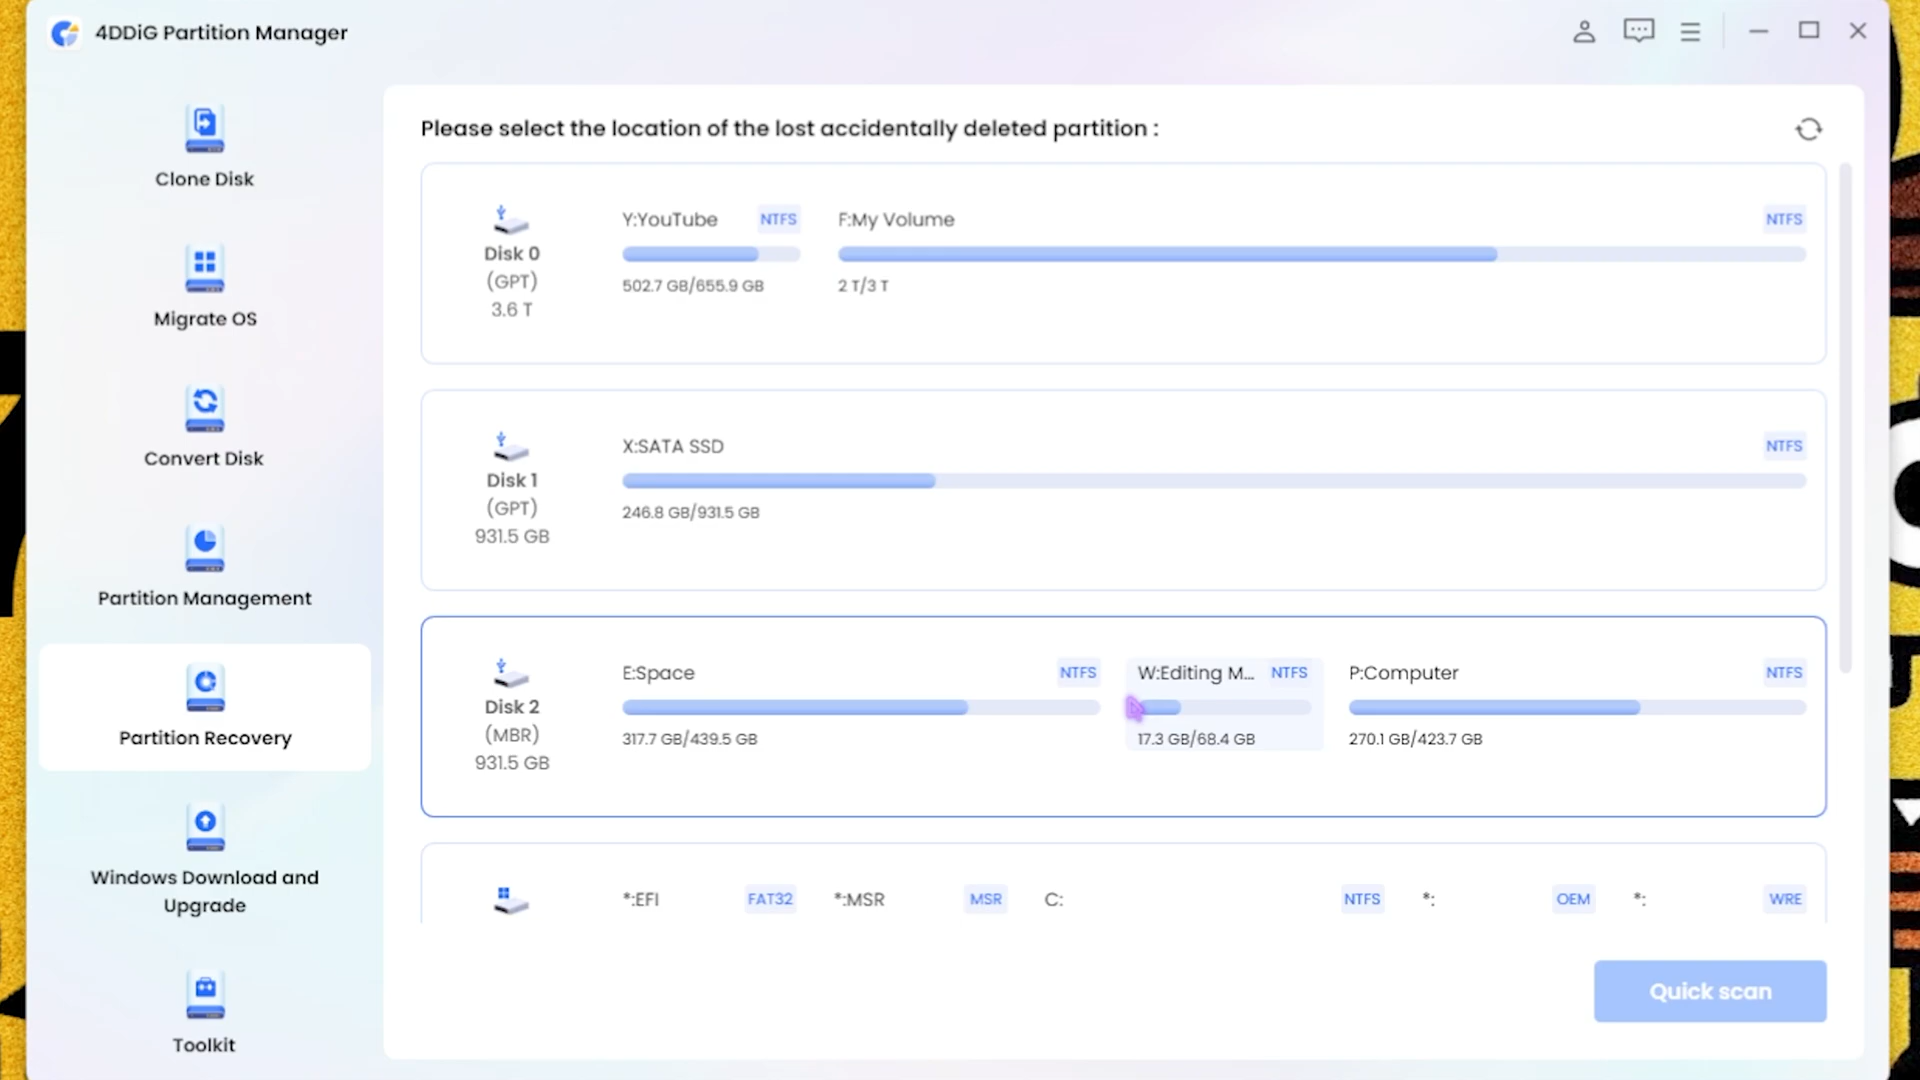 4DDiG Partition Manager
Clone Disk
Migrate OS
Convert Disk
Partition Management
Partition Recovery
Windows Download and
Upgrade
Toolkit
Please select the location of the lost accidentally deleted partition :
Disk 0
(GPT)
3.6 T
Y:YouTube NTFS
502.7 GB/655.9 GB
F:My Volume NTFS
2 T/3 T
Disk 1
(GPT)
931.5 GB
X:SATA SSD NTFS
246.8 GB/931.5 GB
Disk 2
(MBR)
931.5 GB
E:Space NTFS
317.7 GB/439.5 GB
W:Editing M... NTFS
17.3 GB/68.4 GB
P:Computer NTFS
270.1 GB/423.7 GB
*:EFI FAT32 *:MSR MSR C: NTFS *: OEM *: WRE
Quick scan